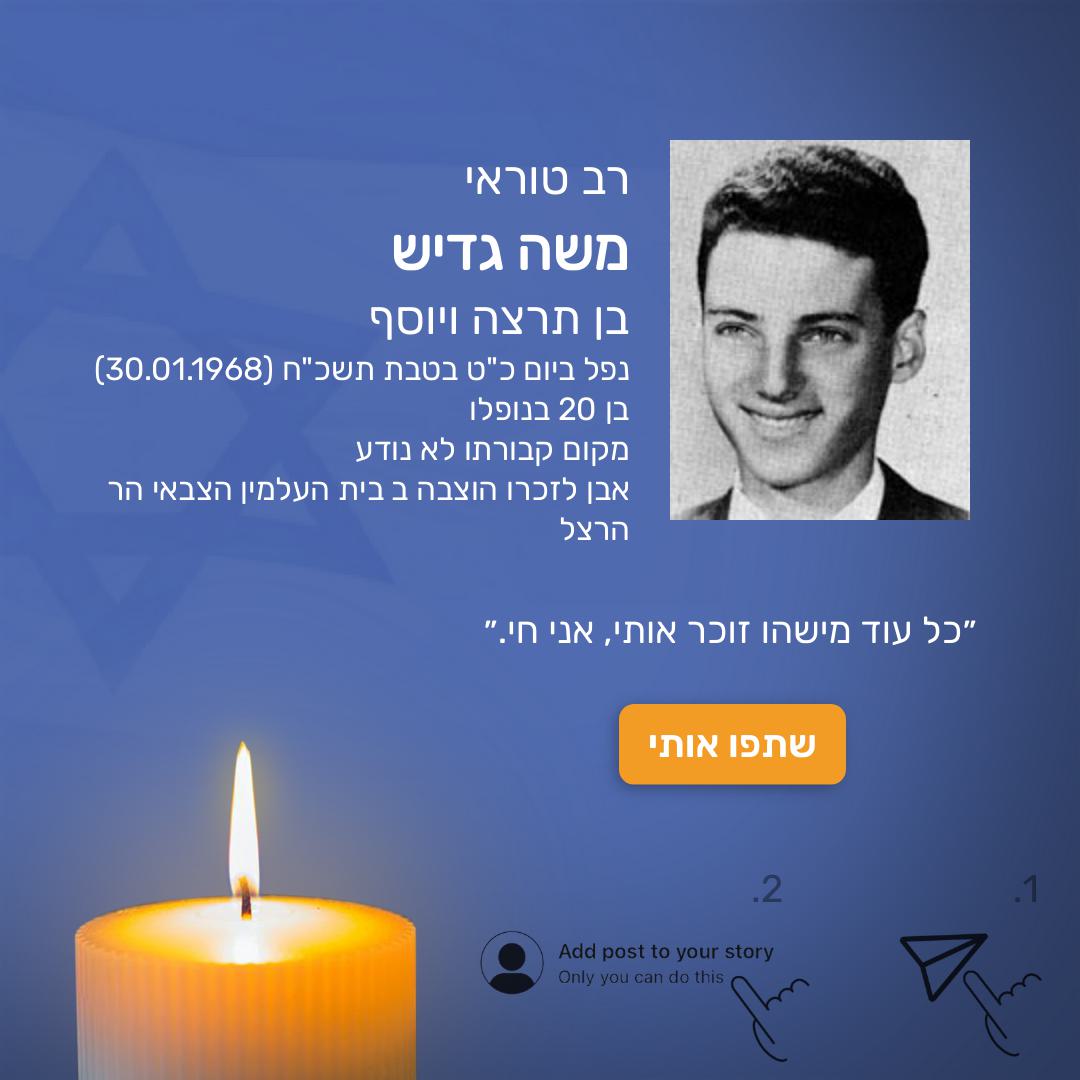 רב טוראי
משה גדיש
בן תרצה ויוסף
נפל ביום כ"ט בטבת תשכ"ח (30.01.1968)
בן 20 בנופלו
מקום קבורתו לא נודע
אבן לזכרו הוצבה ב בית העלמין הצבאי הר
הרצל
״כל עוד מישהו זוכר אותי, אני חי.״
שתפו אותי
.1
.2
Add post to your story
Only you can do this